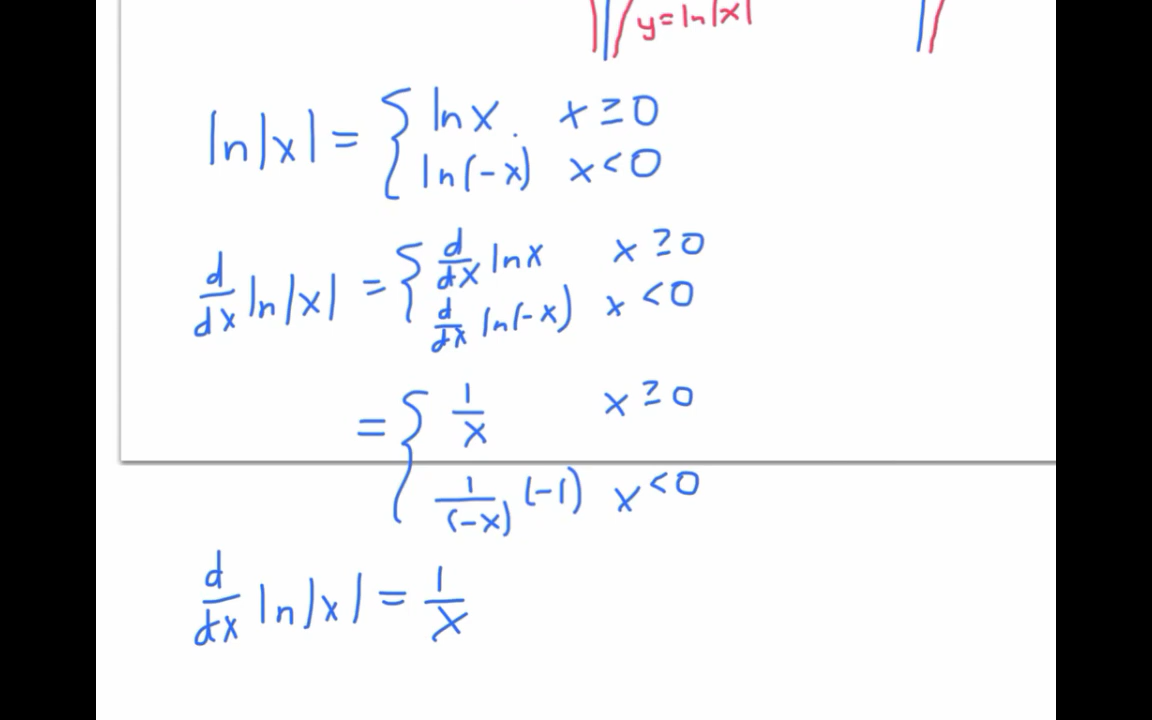 y=ln|x|
ln|x| = { ln x. x ≥ 0
ln(-x) x < 0
d/dx ln|x| = { d/dx ln x x ≥ 0
d/dx ln(-x) x < 0
= { 1/x x ≥ 0
1/(-x) (-1) x < 0
d/dx ln|x| = 1/x